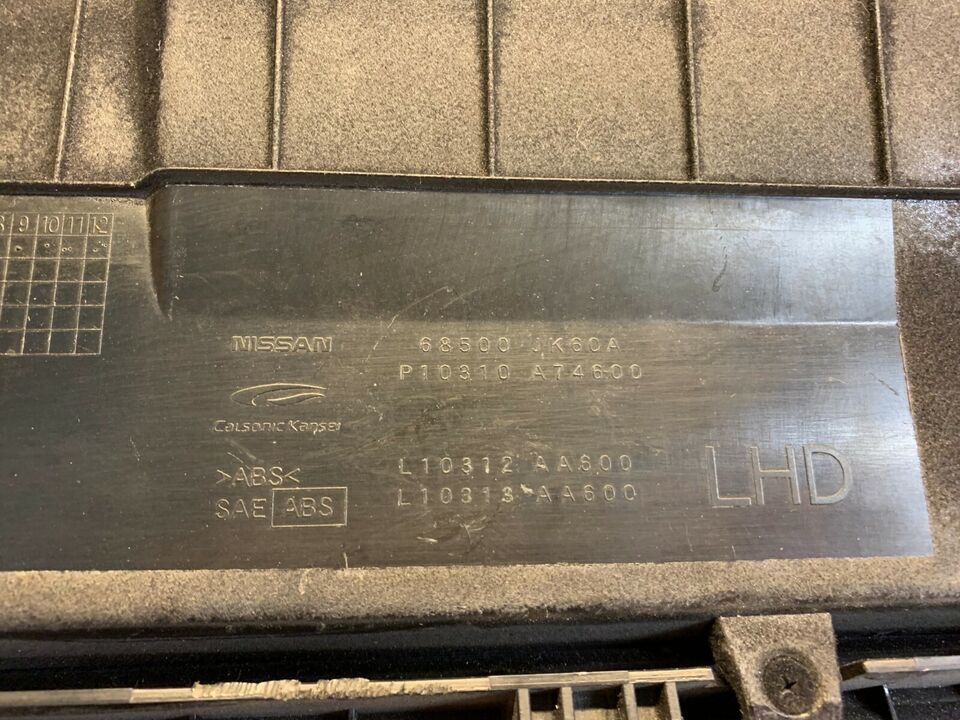 8 9 10 11 12
NISSAN 68500 JK60A
P10310 A74600
Calsonic Kansei
>ABS< L10312 AA600
SAE ABS L10313 AA600
LHD